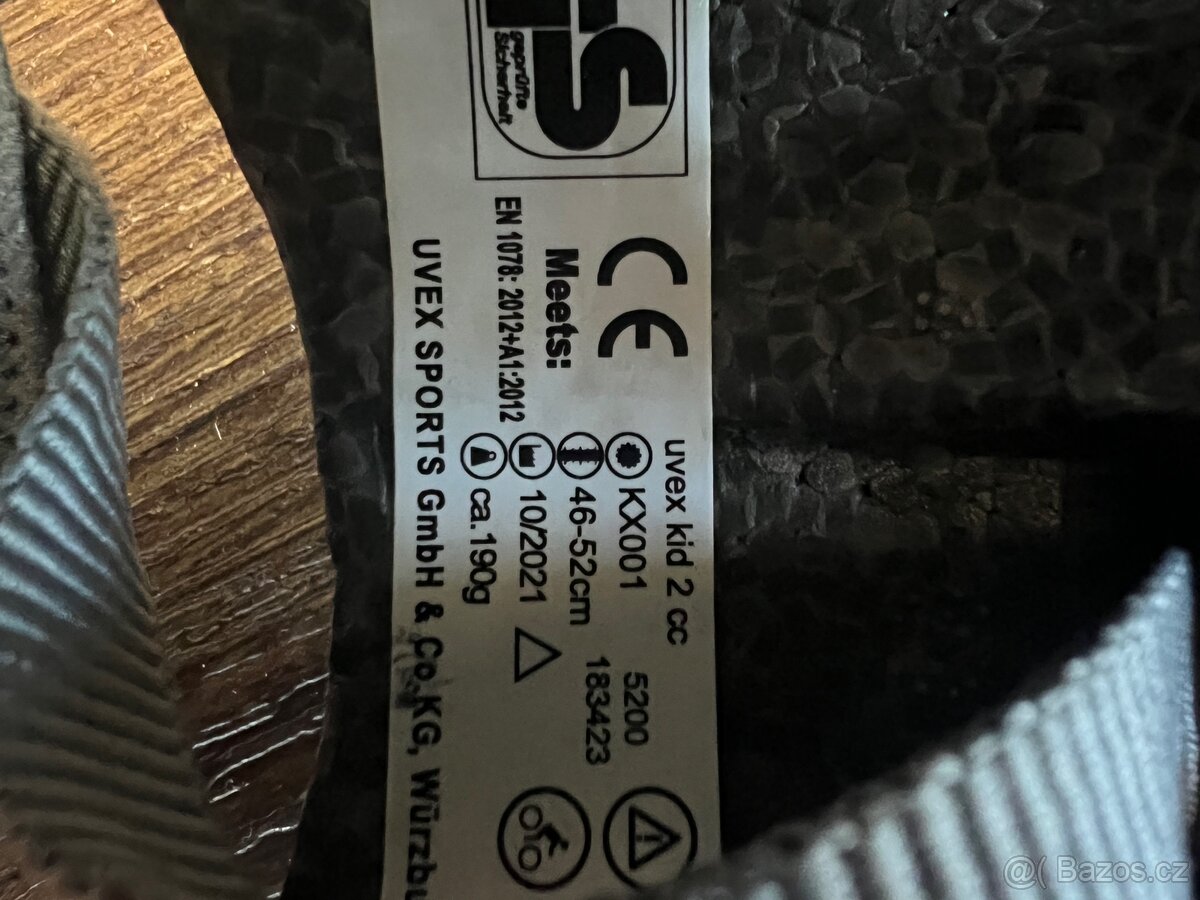 GS
geprüfte
Sicherheit
CE
Meets:
EN 1078: 2012+A1:2012
UVEX SPORTS GmbH & Co.KG,
uvex kid 2 cc
KX001 5200
46-52cm 183423
10/2021
ca.190g
Bazos.cz